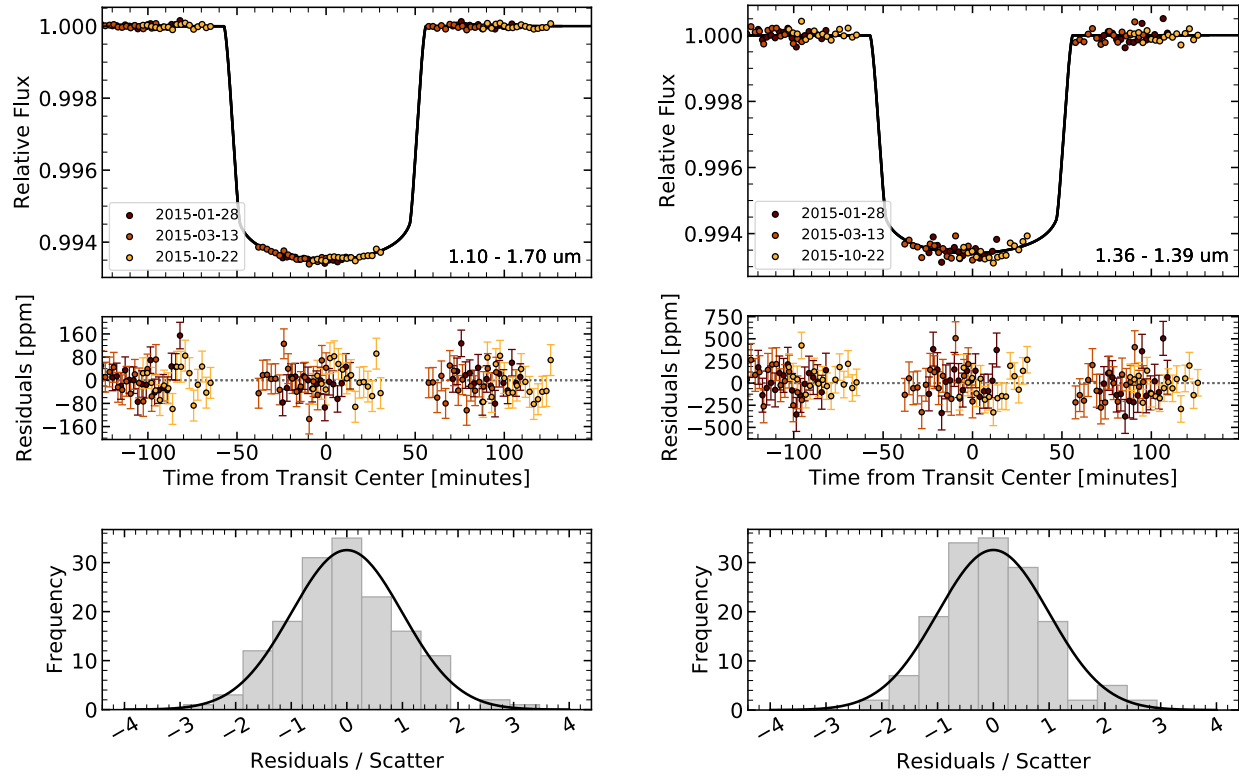 1.000
0.998
0.996
0.994
Relative Flux
2015-01-28
2015-03-13
2015-10-22
1.10 - 1.70 um
160
80
0
−80
−160
Residuals [ppm]
−100 −50 0 50 100
Time from Transit Center [minutes]
30
20
10
0
Frequency
−4 −3 −2 −1 0 1 2 3 4
Residuals / Scatter
1.000
0.998
0.996
0.994
Relative Flux
2015-01-28
2015-03-13
2015-10-22
1.36 - 1.39 um
750
500
250
0
−250
−500
Residuals [ppm]
−100 −50 0 50 100
Time from Transit Center [minutes]
30
20
10
0
Frequency
−4 −3 −2 −1 0 1 2 3 4
Residuals / Scatter